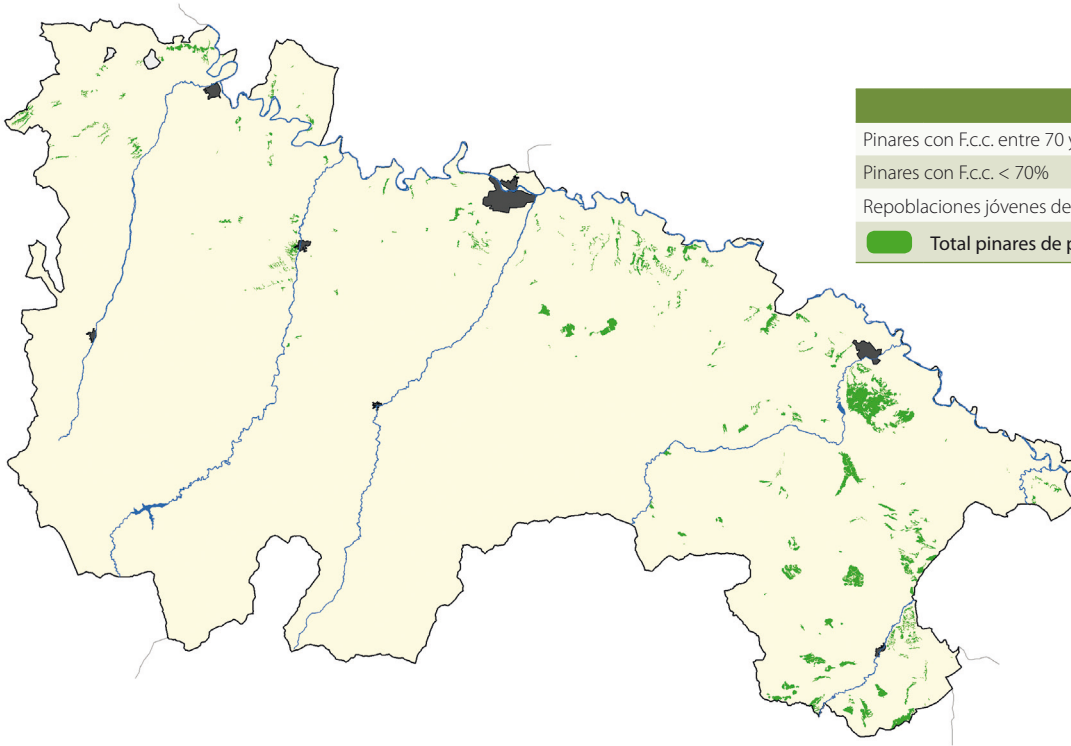 Pinares con F.c.c. entre 70 y
Pinares con F.c.c. < 70%
Repoblaciones jóvenes de
Total pinares de p